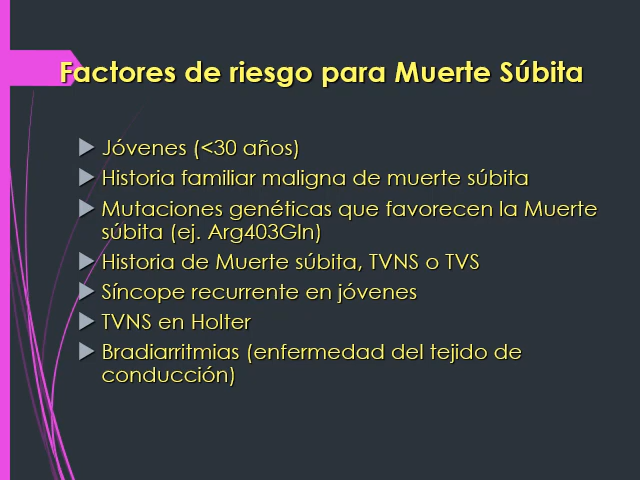 Factores de riesgo para Muerte Súbita
Jóvenes (<30 años)
Historia familiar maligna de muerte súbita
Mutaciones genéticas que favorecen la Muerte
súbita (ej. Arg403Gln)
Historia de Muerte súbita, TVNS o TVS
Síncope recurrente en jóvenes
TVNS en Holter
Bradiarritmias (enfermedad del tejido de
conducción)